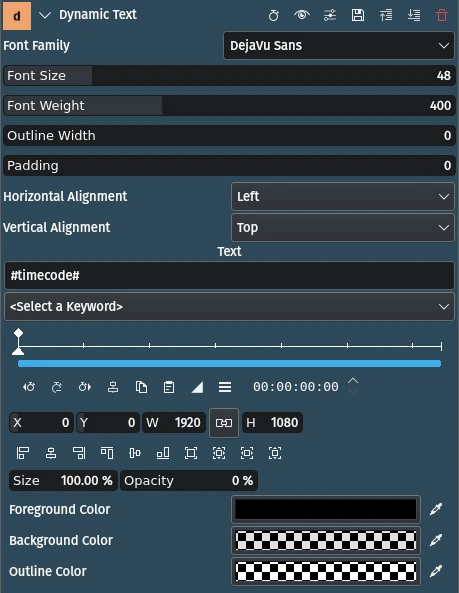 d Dynamic Text
Font Family DejaVu Sans
Font Size 48
Font Weight 400
Outline Width 0
Padding 0
Horizontal Alignment Left
Vertical Alignment Top
Text
#timecode#
<Select a Keyword>
00:00:00:00
X 0 Y 0 W 1920 H 1080
Size 100.00 % Opacity 0 %
Foreground Color
Background Color
Outline Color